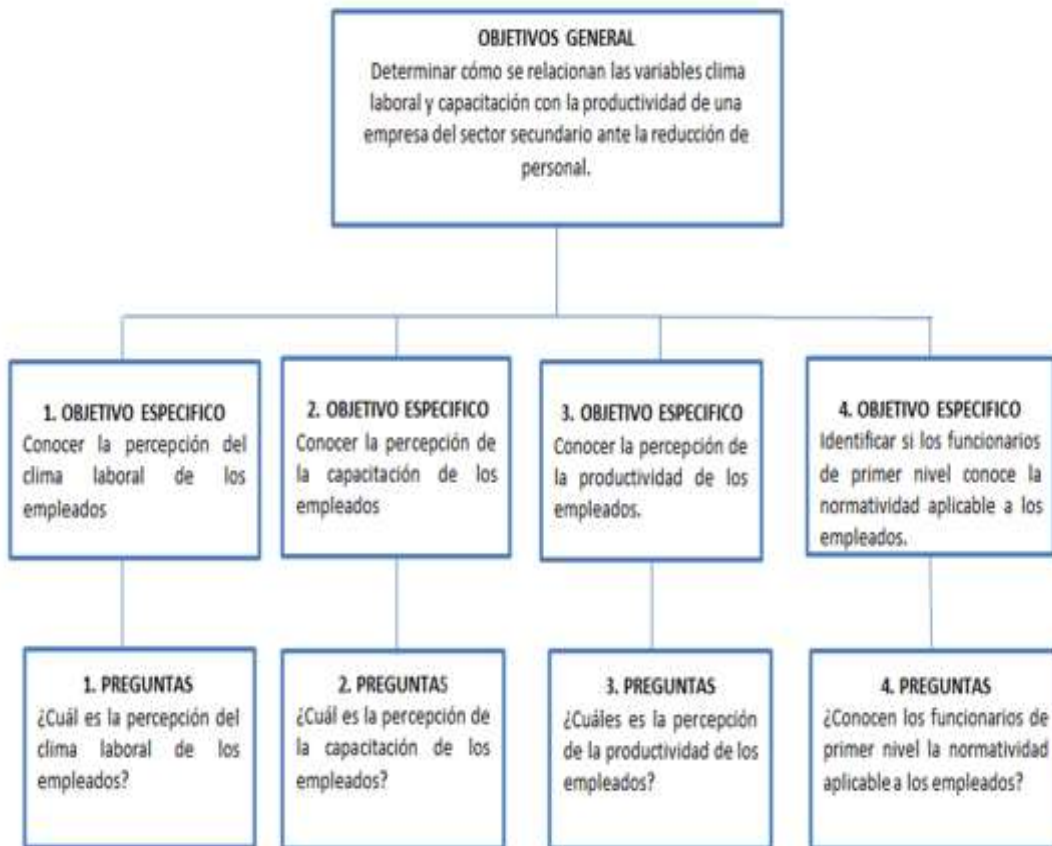 OBJETIVOS GENERAL
Determinar cómo se relacionan las variables clima
laboral y capacitación con la productividad de una
empresa del sector secundario ante la reducción de
personal.
1. OBJETIVO ESPECIFICO
Conocer la percepción del
clima laboral de los
empleados
2. OBJETIVO ESPECIFICO
Conocer la percepción de
la capacitación de los
empleados
3. OBJETIVO ESPECIFICO
Conocer la percepción de
la productividad de los
empleados.
4. OBJETIVO ESPECIFICO
Identificar si los funcionarios
de primer nivel conoce la
normatividad aplicable a los
empleados.
1. PREGUNTAS
¿Cuál es la percepción del
clima laboral de los
empleados?
2. PREGUNTAS
¿Cuál es la percepción de
la capacitación de los
empleados?
3. PREGUNTAS
¿Cuáles es la percepción
de la productividad de los
empleados?
4. PREGUNTAS
¿Conocen los funcionarios de
primer nivel la normatividad
aplicable a los empleados?